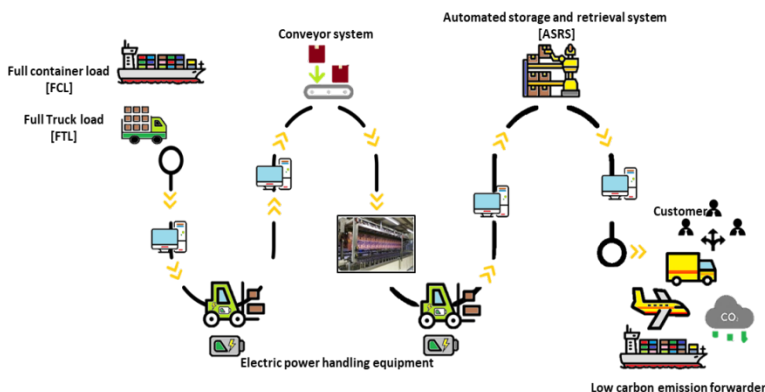 Automated storage and retrieval system
[ASRS]
Conveyor system
Full container load
[FCL]
Full Truck load
[FTL]
Customer
CO₂
Electric power handling equipment
Low carbon emission forwarder